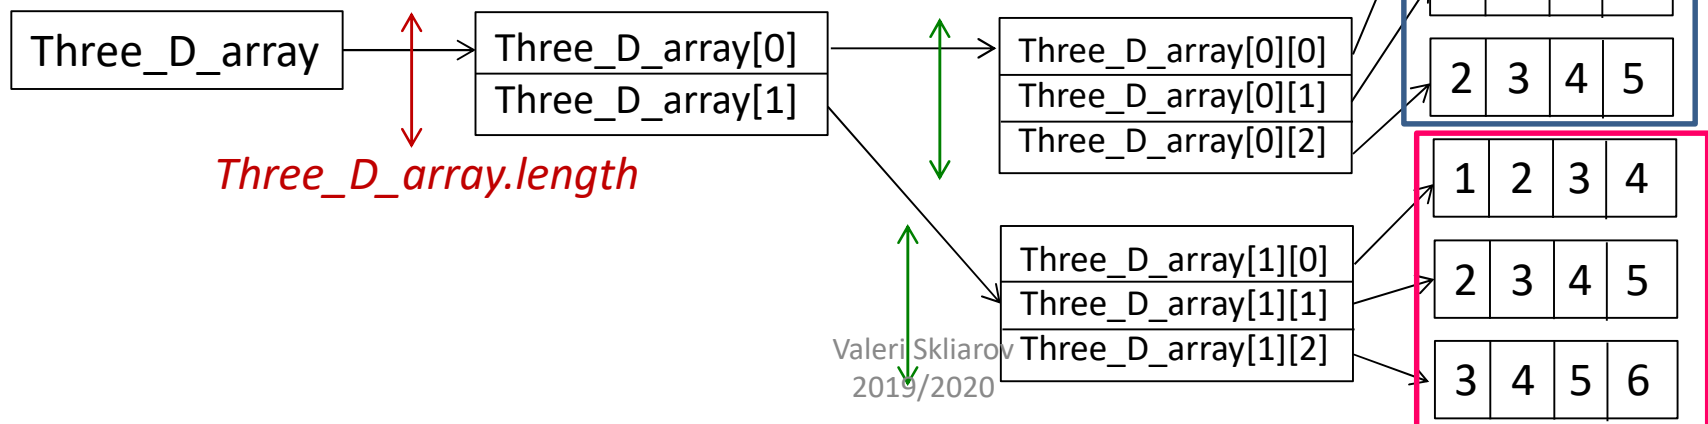 Three_D_array
Three_D_array[0]
Three_D_array[1]
Three_D_array.length
Three_D_array[0][0]
Three_D_array[0][1]
Three_D_array[0][2]
2 3 4 5
Three_D_array[1][0]
Three_D_array[1][1]
Three_D_array[1][2]
1 2 3 4
2 3 4 5
3 4 5 6
Valeri Skliarov
2019/2020